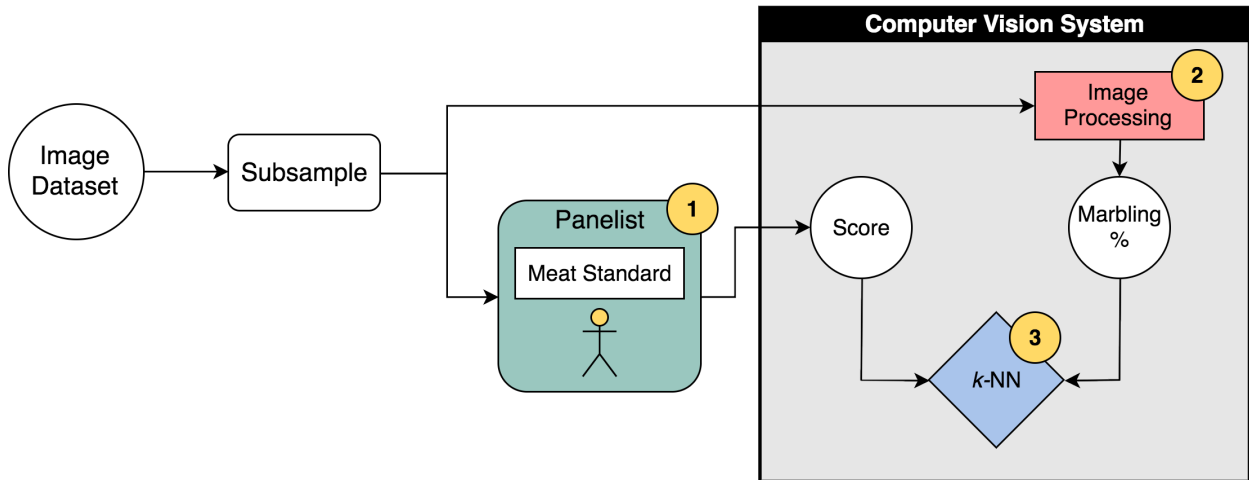 Computer Vision System
Image
Dataset
Subsample
1
Panelist
Meat Standard
2
Image
Processing
Score
Marbling
%
3
k-NN